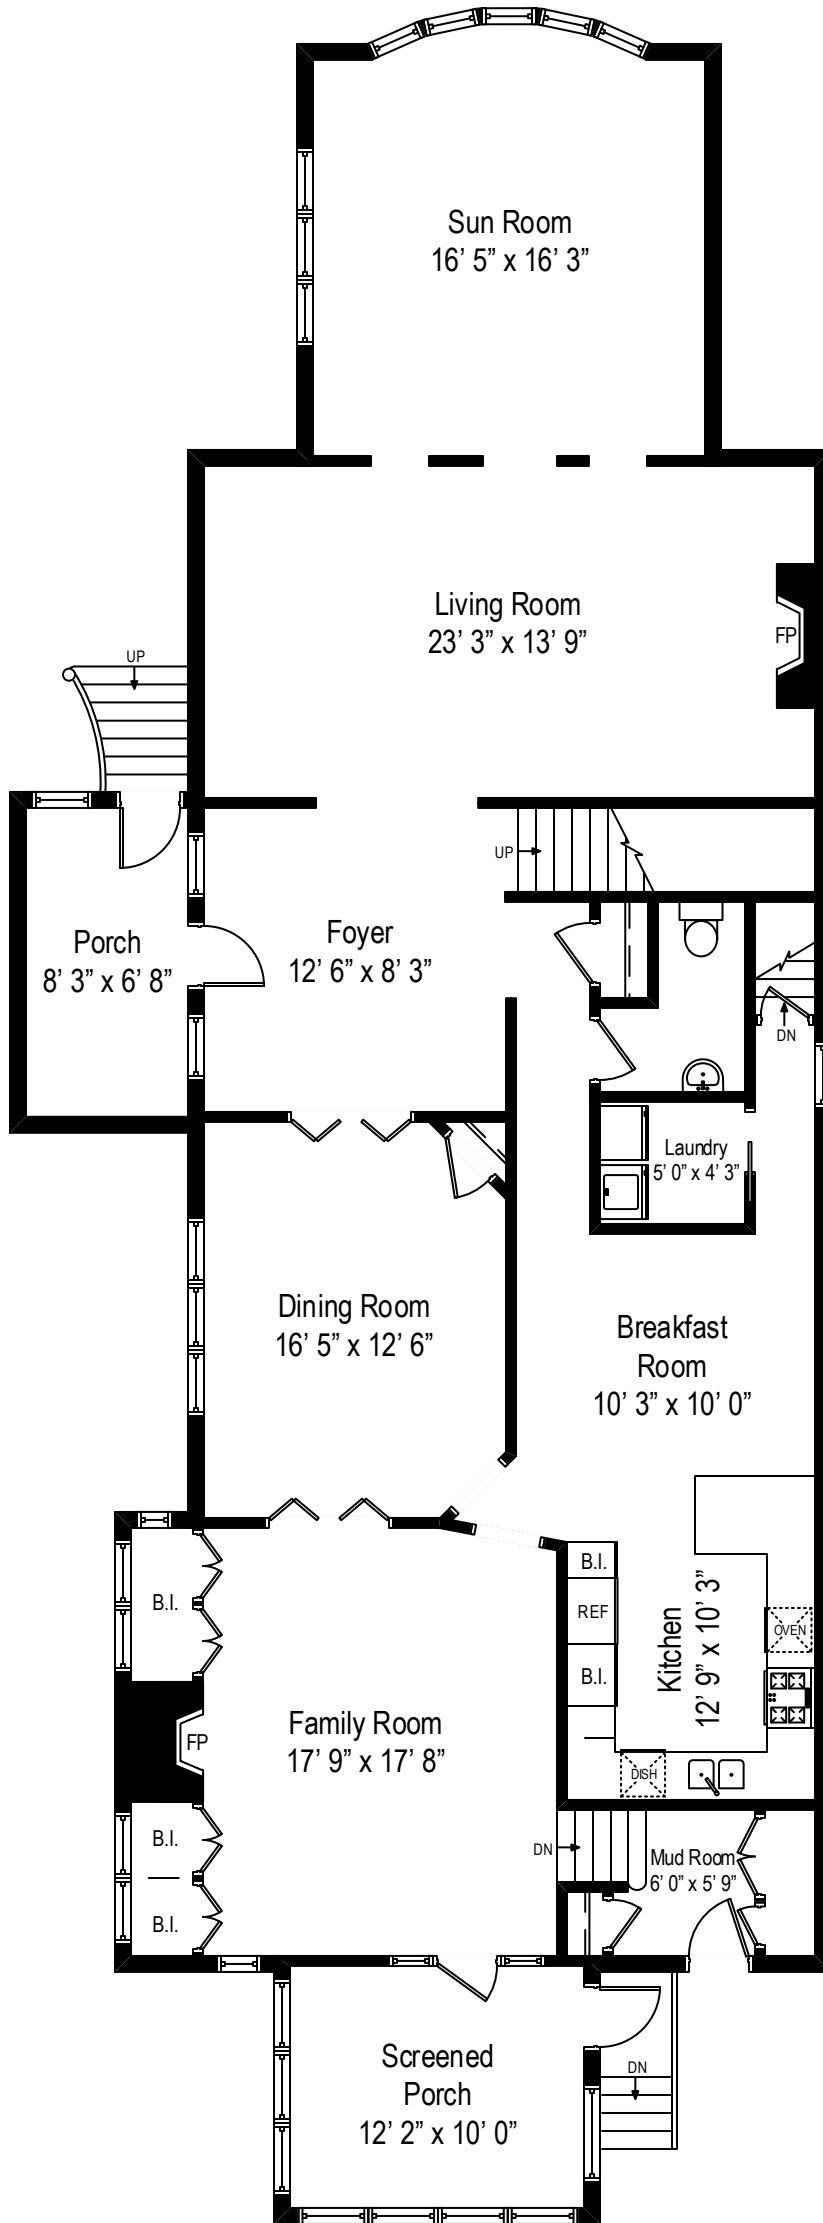 Sun Room
16’ 5” x 16’ 3”
Living Room
23’ 3” x 13’ 9”
FP
UP
UP
Porch
8’ 3” x 6’ 8”
Foyer
12’ 6” x 8’ 3”
DN
Laundry
5’ 0” x 4’ 3”
Dining Room
16’ 5” x 12’ 6”
Breakfast
Room
10’ 3” x 10’ 0”
B.I.
REF
B.I.
Kitchen
12’ 9” x 10’ 3”
OVEN
DISH
B.I.
FP
Family Room
17’ 9” x 17’ 8”
B.I.
B.I.
DN
Mud Room
6’ 0” x 5’ 9”
Screened
Porch
12’ 2” x 10’ 0”
DN